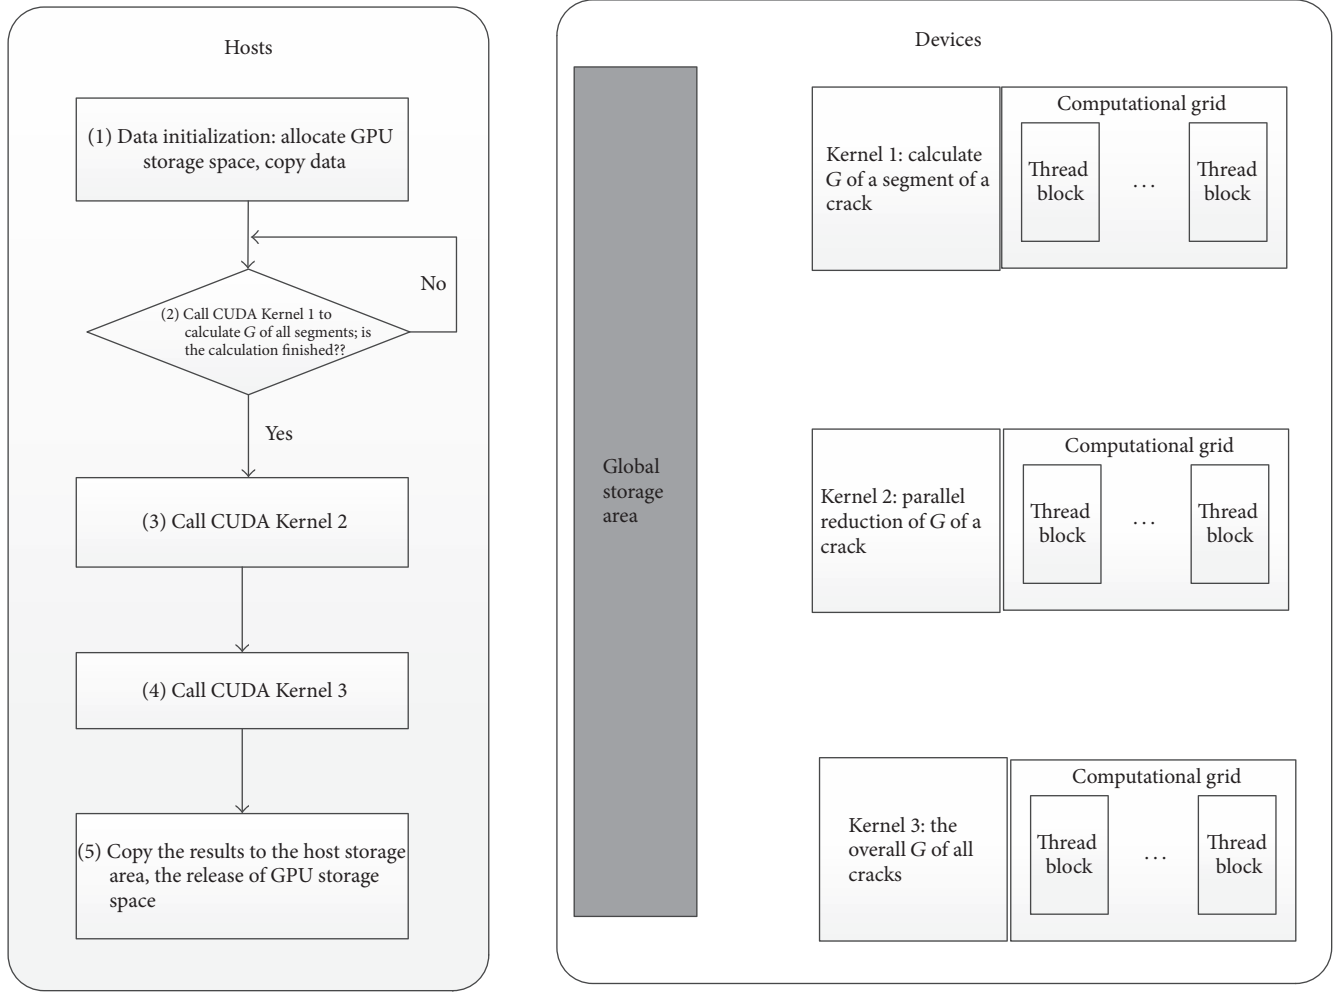 Hosts
(1) Data initialization: allocate GPU
storage space, copy data
No
(2) Call CUDA Kernel 1 to
calculate G of all segments; is
the calculation finished??
Yes
(3) Call CUDA Kernel 2
(4) Call CUDA Kernel 3
(5) Copy the results to the host storage
area, the release of GPU storage
space
Devices
Global
storage
area
Kernel 1: calculate
G of a segment of a
crack
Computational grid
Thread
block
...
Thread
block
Kernel 2: parallel
reduction of G of a
crack
Computational grid
Thread
block
...
Thread
block
Kernel 3: the
overall G of all
cracks
Computational grid
Thread
block
...
Thread
block